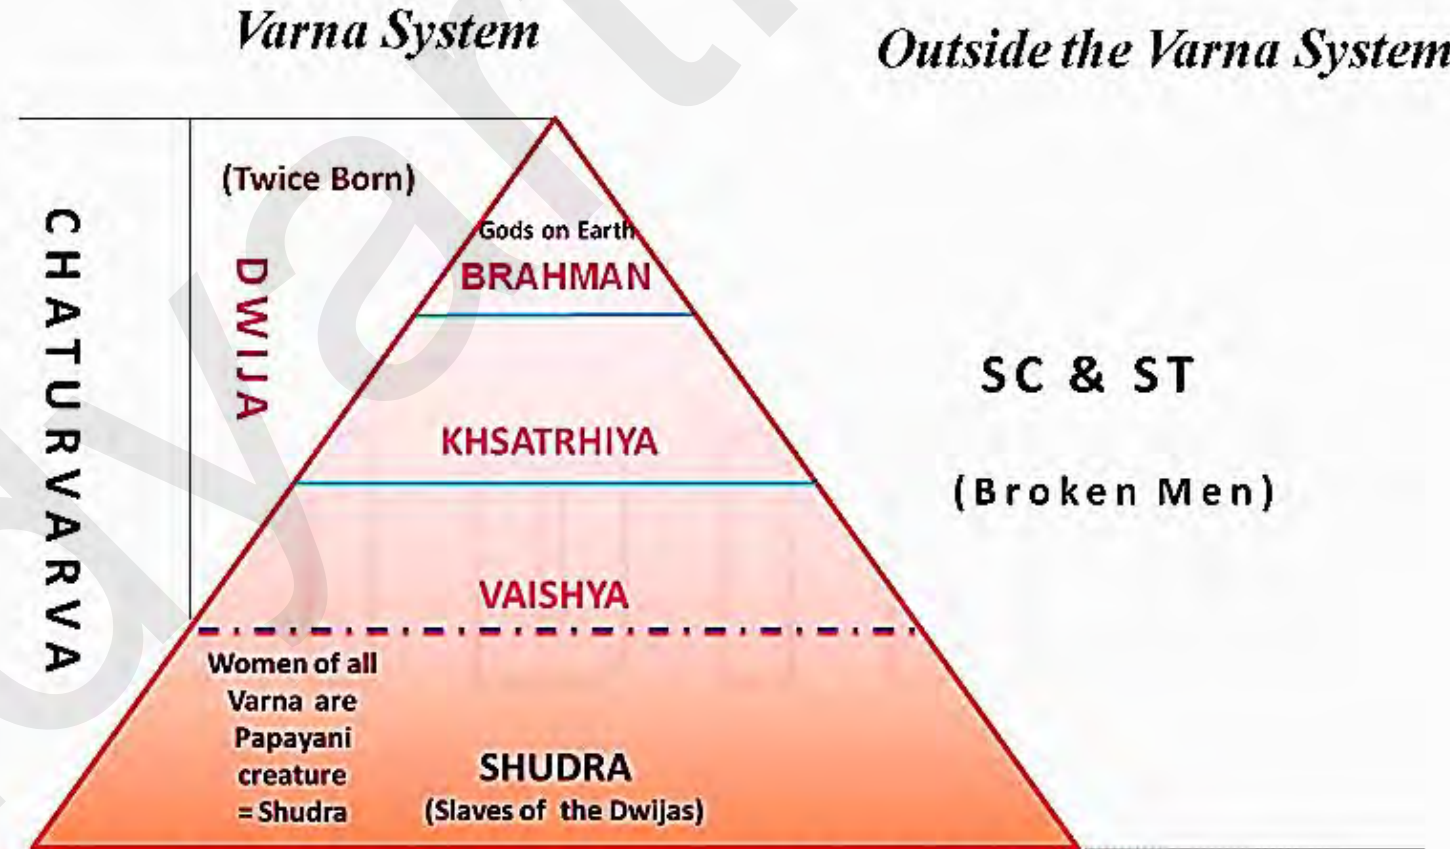 Varna System
Outside the Varna System
CHATURVARVA
(Twice Born)
DWIJA
Gods on Earth
BRAHMAN
KHSATRHIYA
VAISHYA
Women of all
Varna are
Papayani
creature
= Shudra
SHUDRA
(Slaves of the Dwijas)
SC & ST
(Broken Men)